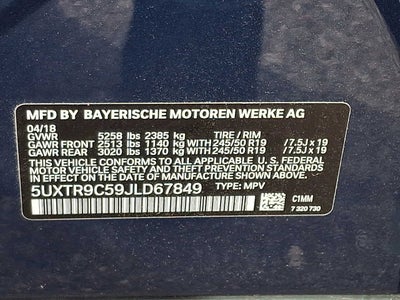 MFD BY BAYERISCHE MOTOREN WERKE AG
04/18
GVWR 5258 lbs 2385 kg TIRE / RIM
GAWR FRONT 2513 lbs 1140 kg WITH 245/50 R19 / 7.5J x 19
GAWR REAR 3020 lbs 1370 kg WITH 245/50 R19 / 7.5J x 19
THIS VEHICLE CONFORMS TO ALL APPLICABLE U.S. FEDERAL
MOTOR VEHICLE SAFETY AND THEFT PREVENTION STANDARDS
IN EFFECT ON THE DATE OF MANUFACTURE SHOWN ABOVE.
5UXTR9C59JLD67849 TYPE: MPV
C1MM
7 320 730